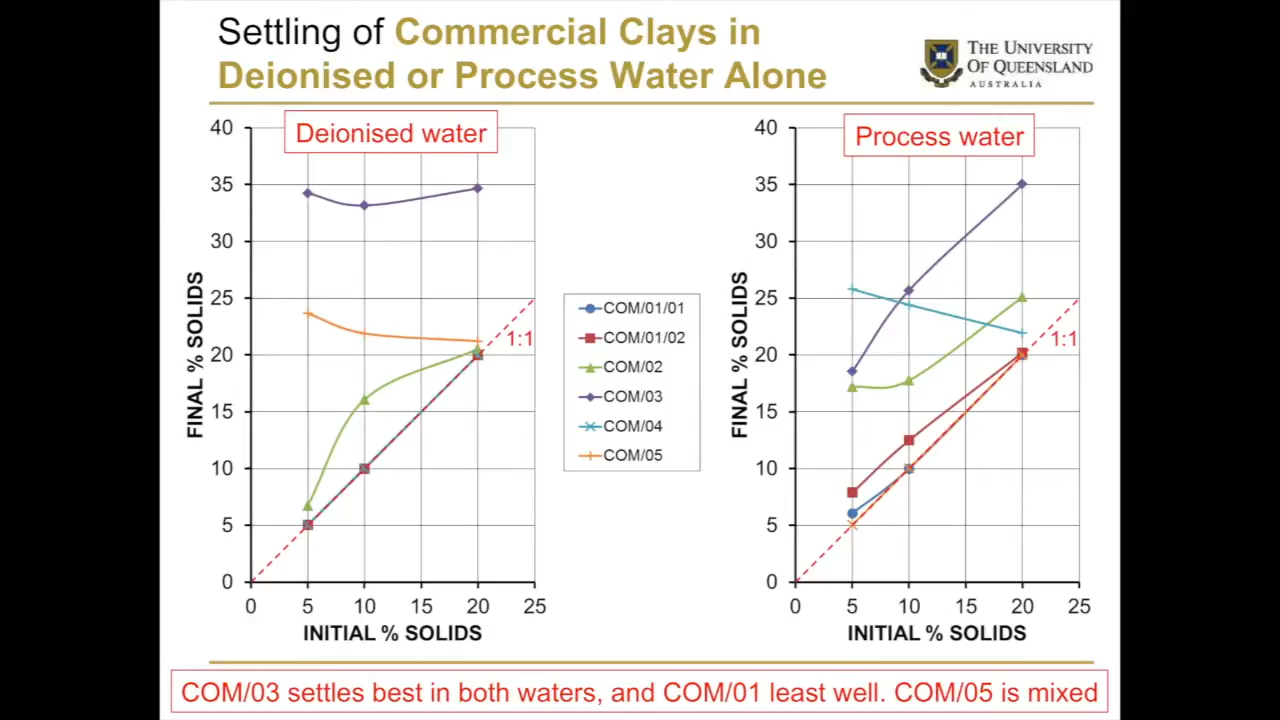 Settling of Commercial Clays in
Deionised or Process Water Alone
THE UNIVERSITY
OF QUEENSLAND
AUSTRALIA
Deionised water
40
35
30
25
20
15
10
5
0
FINAL % SOLIDS
1:1
0 5 10 15 20 25
INITIAL % SOLIDS
COM/01/01
COM/01/02
COM/02
COM/03
COM/04
COM/05
Process water
40
35
30
25
20
15
10
5
0
FINAL % SOLIDS
1:1
0 5 10 15 20 25
INITIAL % SOLIDS
COM/03 settles best in both waters, and COM/01 least well. COM/05 is mixed